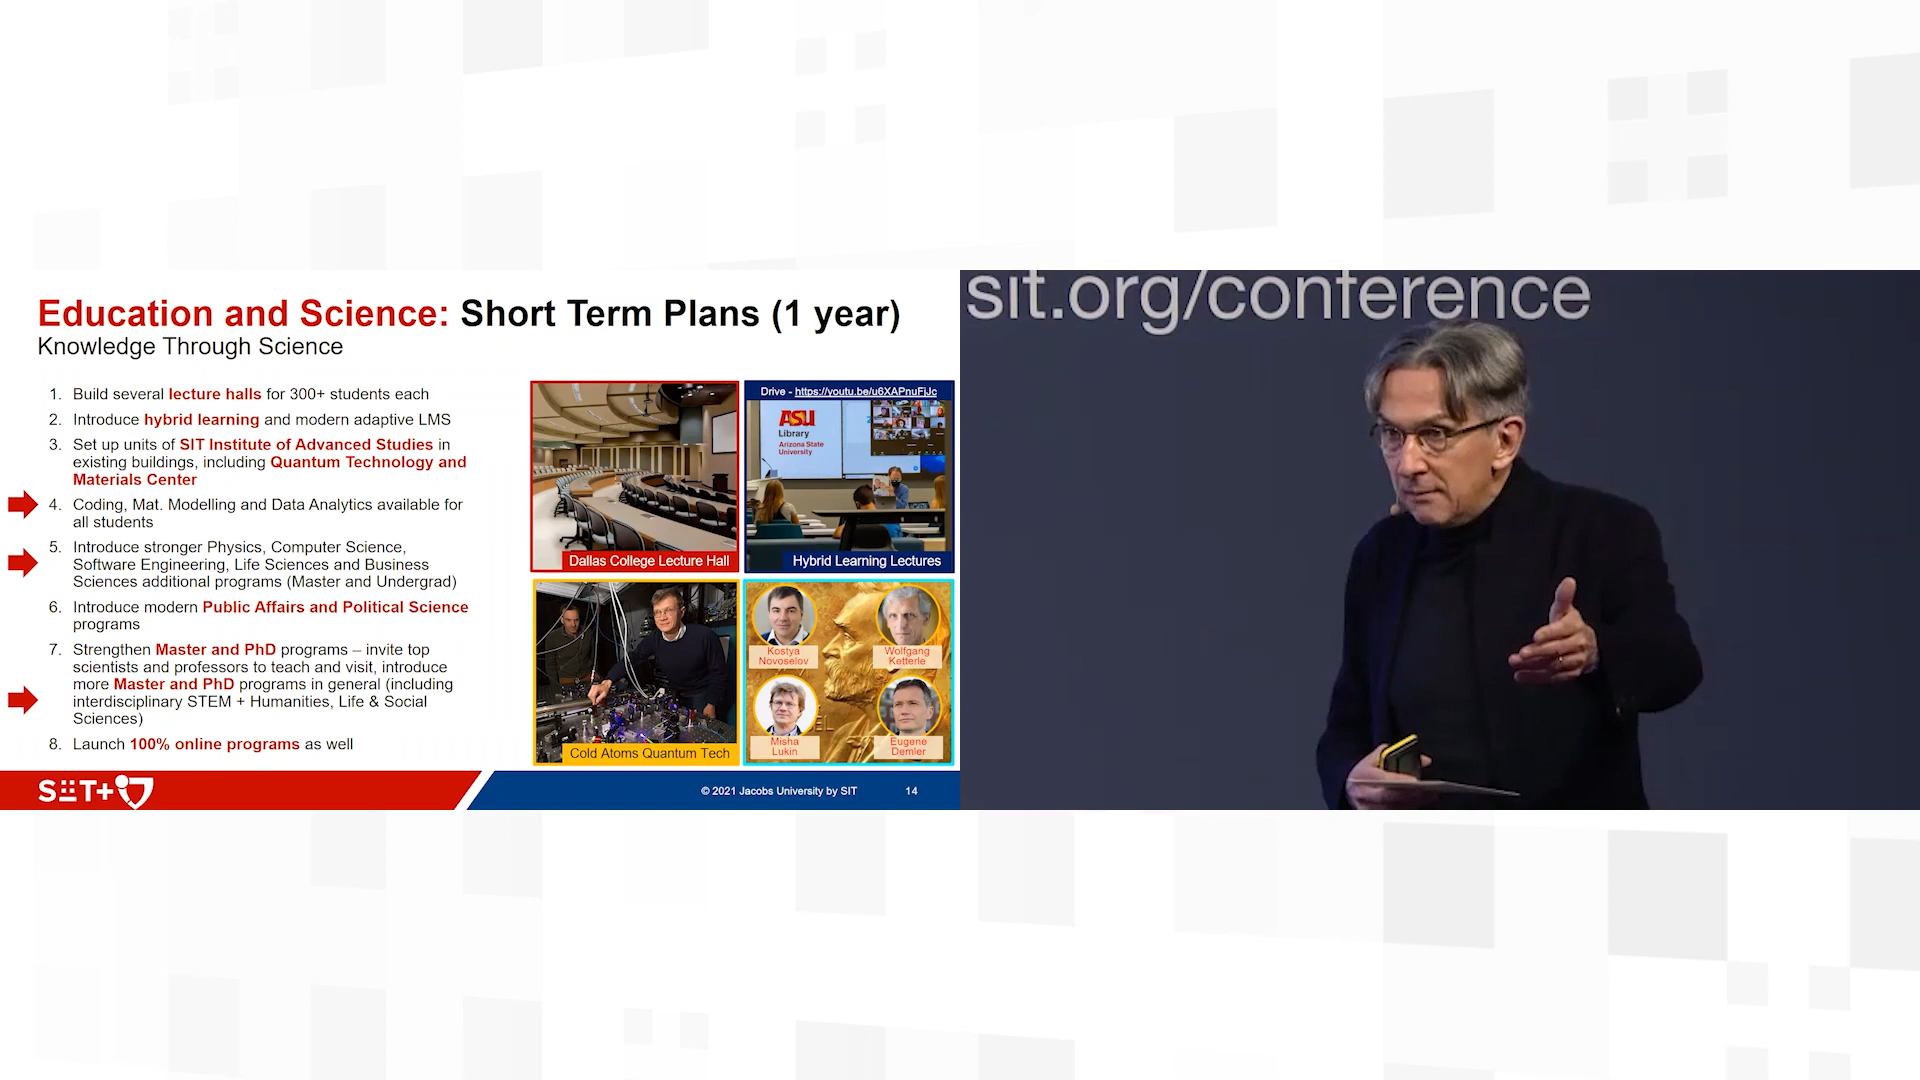 Education and Science: Short Term Plans (1 year)
Knowledge Through Science
1. Build several lecture halls for 300+ students each
2. Introduce hybrid learning and modern adaptive LMS
3. Set up units of SIT Institute of Advanced Studies in
existing buildings, including Quantum Technology and
Materials Center
4. Coding, Mat. Modelling and Data Analytics available for
all students
5. Introduce stronger Physics, Computer Science,
Software Engineering, Life Sciences and Business
Sciences additional programs (Master and Undergrad)
6. Introduce modern Public Affairs and Political Science
programs
7. Strengthen Master and PhD programs – invite top
scientists and professors to teach and visit, introduce
more Master and PhD programs in general (including
interdisciplinary STEM + Humanities, Life & Social
Sciences)
8. Launch 100% online programs as well
Dallas College Lecture Hall
Drive - https://youtu.be/u6XAPnuFjJc
ASU
Library
Arizona State
University
Hybrid Learning Lectures
Cold Atoms Quantum Tech
Kostya
Novoselov
Wolfgang
Ketterle
Misha
Lukin
Eugene
Demler
© 2021 Jacobs University by SIT
14
sit.org/conference